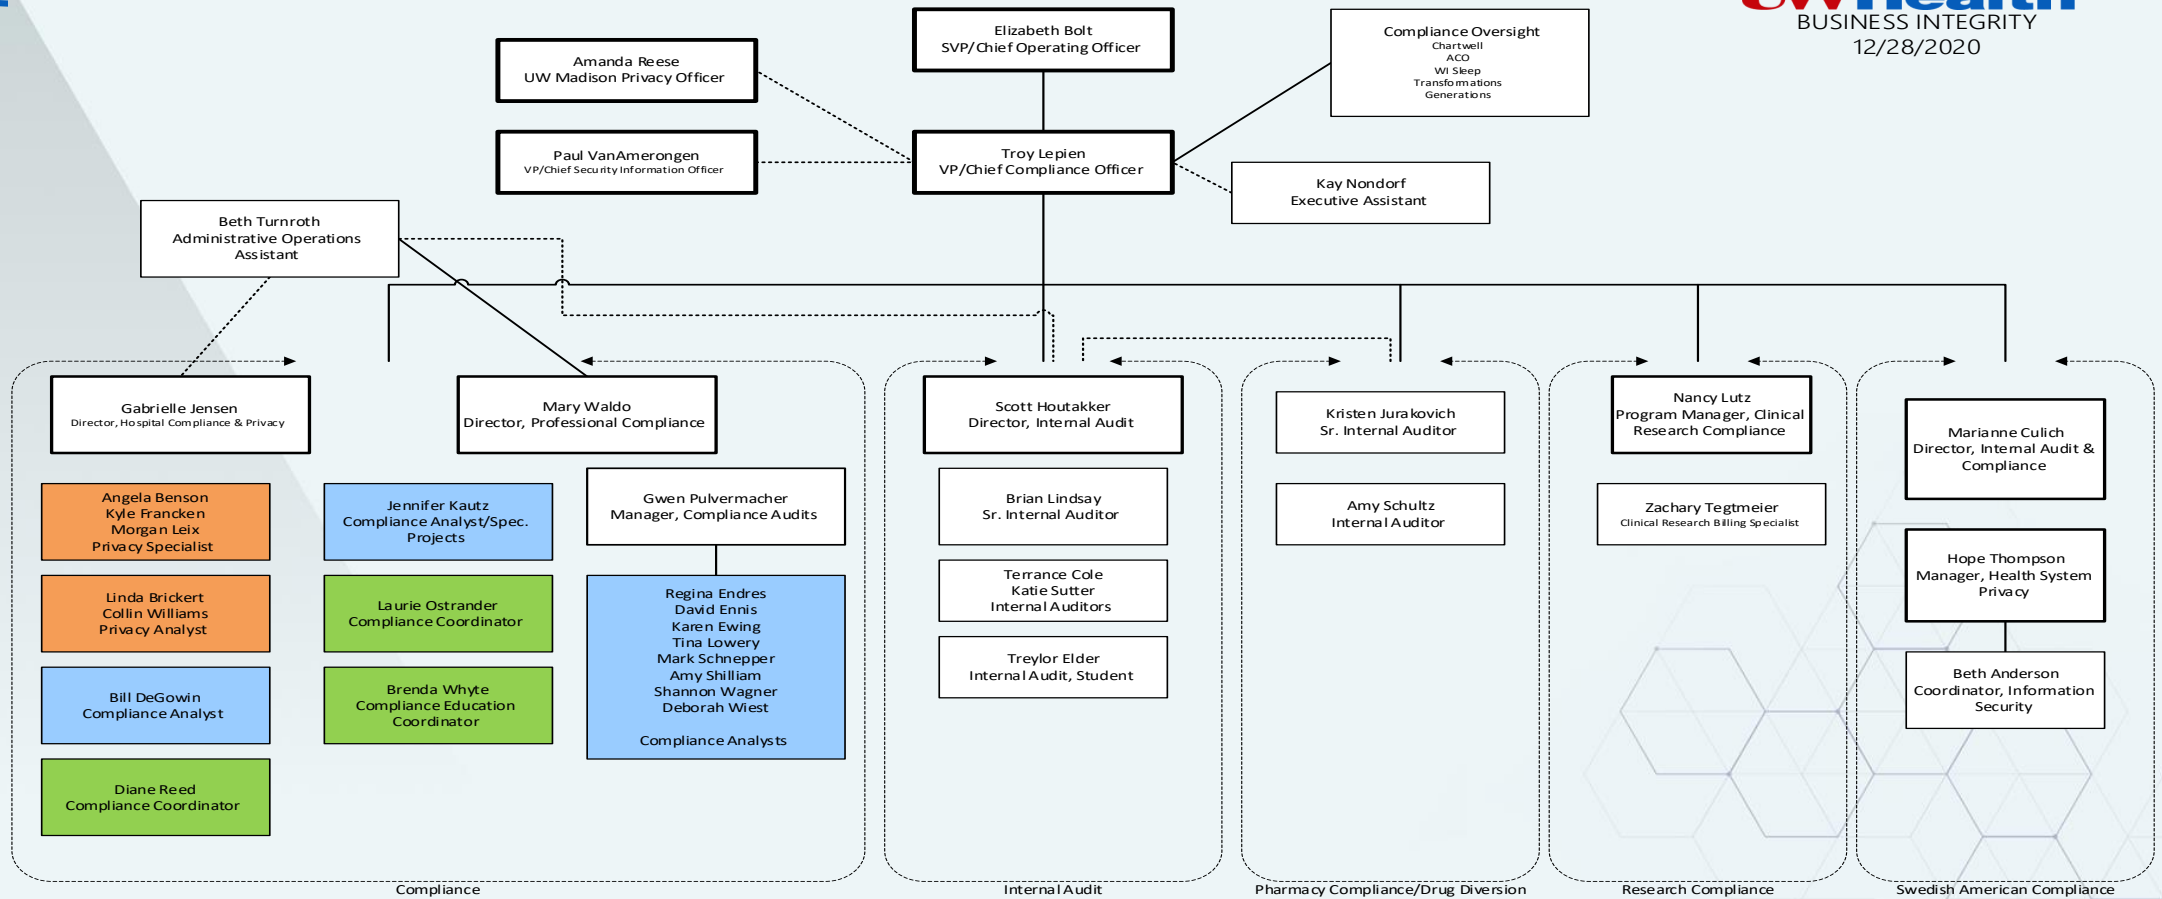 UWHealth
BUSINESS INTEGRITY
12/28/2020
Elizabeth Bolt
SVP/Chief Operating Officer
Amanda Reese
UW Madison Privacy Officer
Compliance Oversight
Chartwell
ACO
WI Sleep
Transformations
Generations
Paul VanAmerongen
VP/Chief Security Information Officer
Troy Lepien
VP/Chief Compliance Officer
Kay Nondorf
Executive Assistant
Beth Turnroth
Administrative Operations
Assistant
Gabrielle Jensen
Director, Hospital Compliance & Privacy
Mary Waldo
Director, Professional Compliance
Angela Benson
Kyle Francken
Morgan Leix
Privacy Specialist
Linda Brickert
Collin Williams
Privacy Analyst
Bill DeGowin
Compliance Analyst
Diane Reed
Compliance Coordinator
Jennifer Kautz
Compliance Analyst/Spec.
Projects
Laurie Ostrander
Compliance Coordinator
Brenda Whyte
Compliance Education
Coordinator
Gwen Pulvermacher
Manager, Compliance Audits
Regina Endres
David Ennis
Karen Ewing
Tina Lowery
Mark Schnepper
Amy Shilliam
Shannon Wagner
Deborah Wiest
Compliance Analysts
Compliance
Scott Houtakker
Director, Internal Audit
Brian Lindsay
Sr. Internal Auditor
Terrance Cole
Katie Sutter
Internal Auditors
Treylor Elder
Internal Audit, Student
Internal Audit
Kristen Jurakovich
Sr. Internal Auditor
Amy Schultz
Internal Auditor
Pharmacy Compliance/Drug Diversion
Nancy Lutz
Program Manager, Clinical
Research Compliance
Zachary Tegtmeier
Clinical Research Billing Specialist
Research Compliance
Marianne Culich
Director, Internal Audit &
Compliance
Hope Thompson
Manager, Health System
Privacy
Beth Anderson
Coordinator, Information
Security
Swedish American Compliance